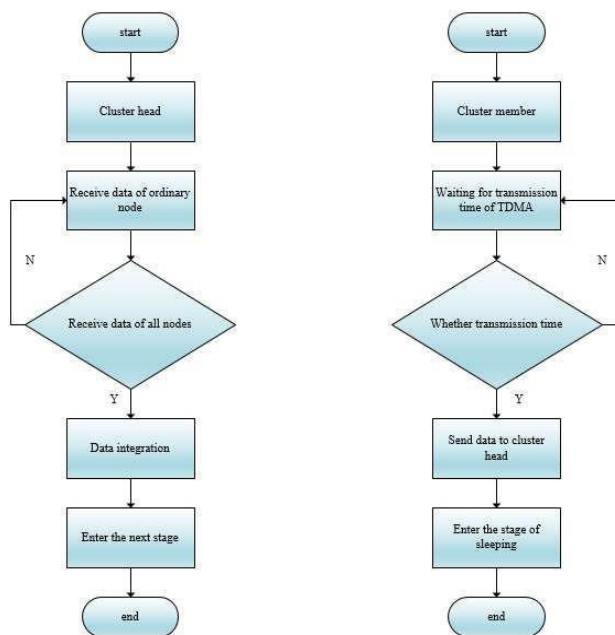 start
Cluster head
Receive data of ordinary
node
N
Receive data of all nodes
Y
Data integration
Enter the next stage
end
start
Cluster member
Waiting for transmission
time of TDMA
N
Whether transmission time
Y
Send data to cluster
head
Enter the stage of
sleeping
end